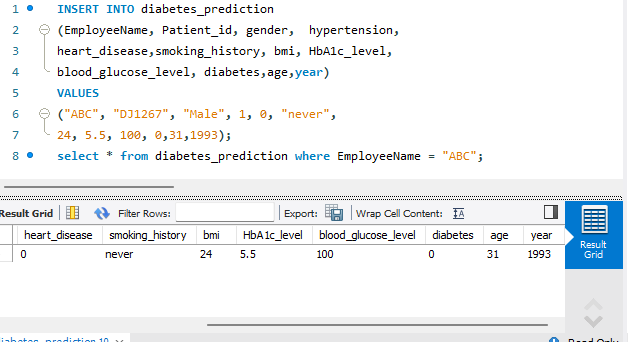 1 INSERT INTO diabetes_prediction
2 (EmployeeName, Patient_id, gender,  hypertension,
3 heart_disease,smoking_history, bmi, HbA1c_level,
4 blood_glucose_level, diabetes,age,year)
5 VALUES
6 ("ABC", "DJ1267", "Male", 1, 0, "never",
7 24, 5.5, 100, 0,31,1993);
8 select * from diabetes_prediction where EmployeeName = "ABC";
Result Grid Filter Rows: Export: Wrap Cell Content: IA
heart_disease smoking_history bmi HbA1c_level blood_glucose_level diabetes age year
0 never 24 5.5 100 0 31 1993
Result
Grid
diabetes_prediction 10 Read Only